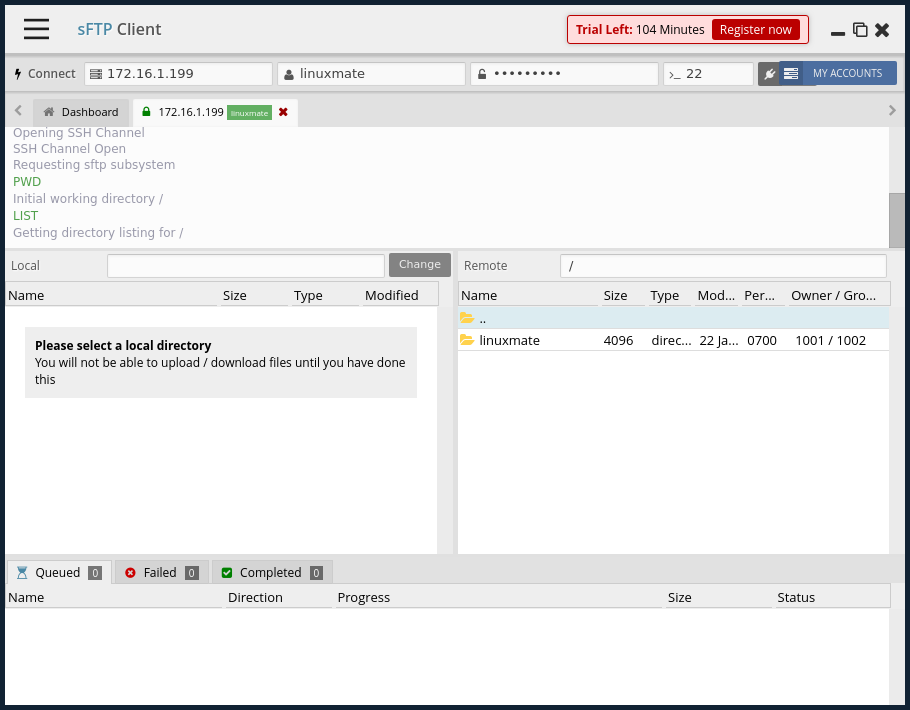 sFTP Client
Trial Left: 104 Minutes Register now
Connect 172.16.1.199 linuxmate ••••••••• >_ 22 MY ACCOUNTS
Dashboard 172.16.1.199 linuxmate
Opening SSH Channel
SSH Channel Open
Requesting sftp subsystem
PWD
Initial working directory /
LIST
Getting directory listing for /
Local Change Remote /
Name Size Type Modified Name Size Type Mod... Per... Owner / Gro...
..
linuxmate 4096 direc... 22 Ja... 0700 1001 / 1002
Please select a local directory
You will not be able to upload / download files until you have done
this
Queued 0 Failed 0 Completed 0
Name Direction Progress Size Status